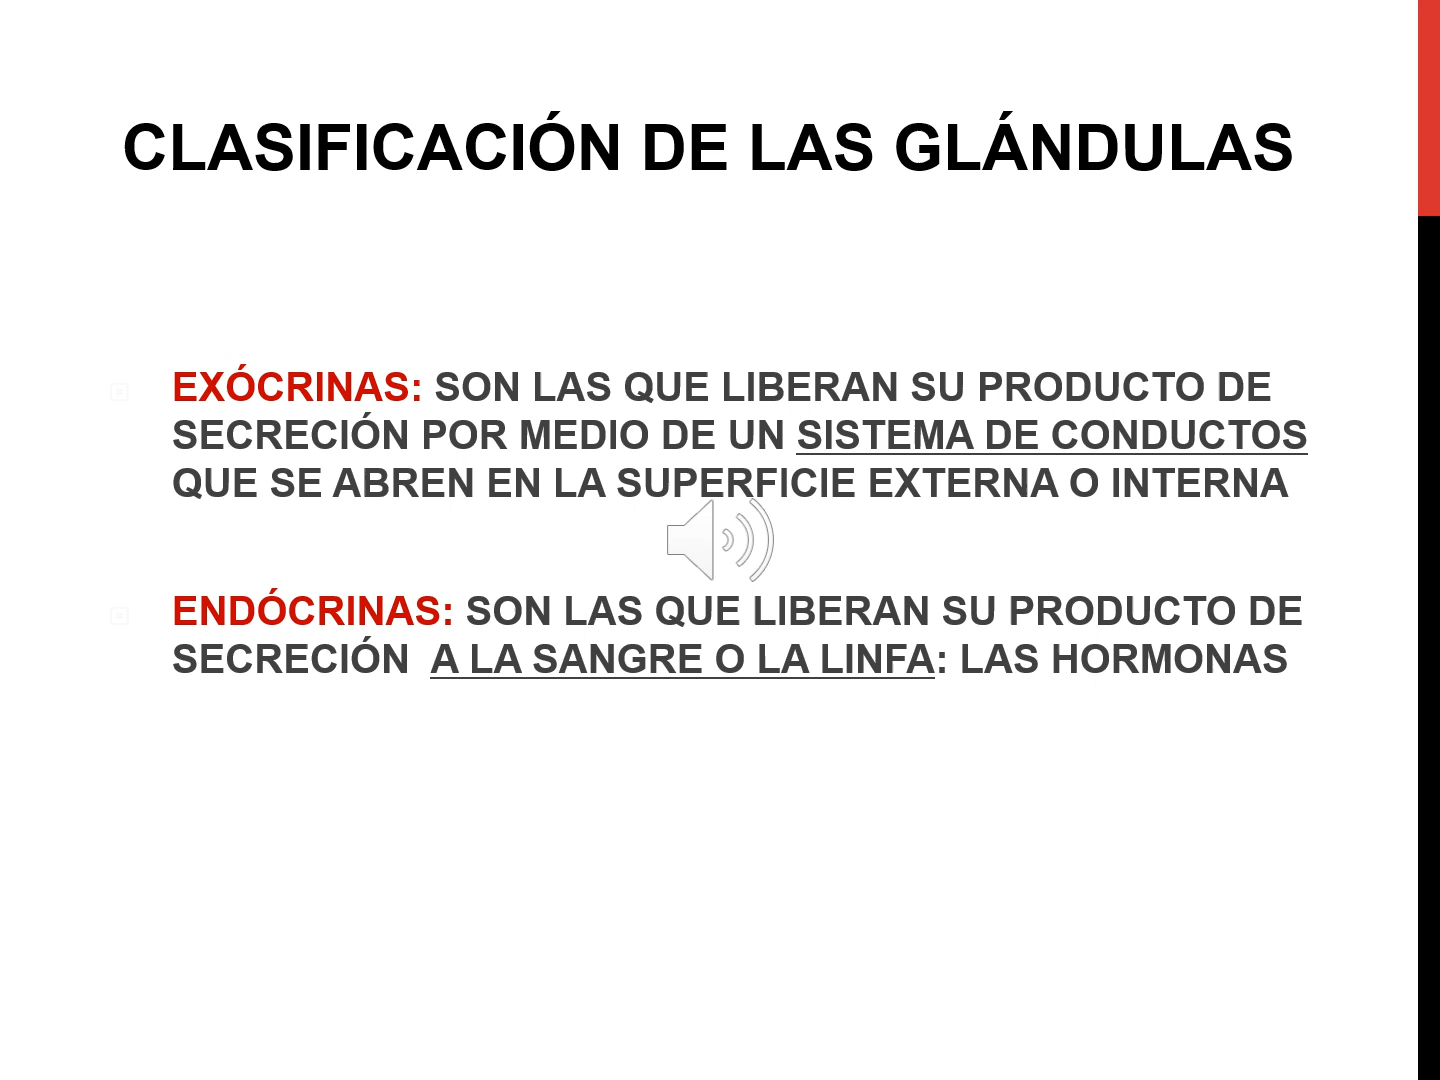 CLASIFICACIÓN DE LAS GLÁNDULAS
EXÓCRINAS: SON LAS QUE LIBERAN SU PRODUCTO DE
SECRECIÓN POR MEDIO DE UN SISTEMA DE CONDUCTOS
QUE SE ABREN EN LA SUPERFICIE EXTERNA O INTERNA
ENDÓCRINAS: SON LAS QUE LIBERAN SU PRODUCTO DE
SECRECIÓN  A LA SANGRE O LA LINFA: LAS HORMONAS